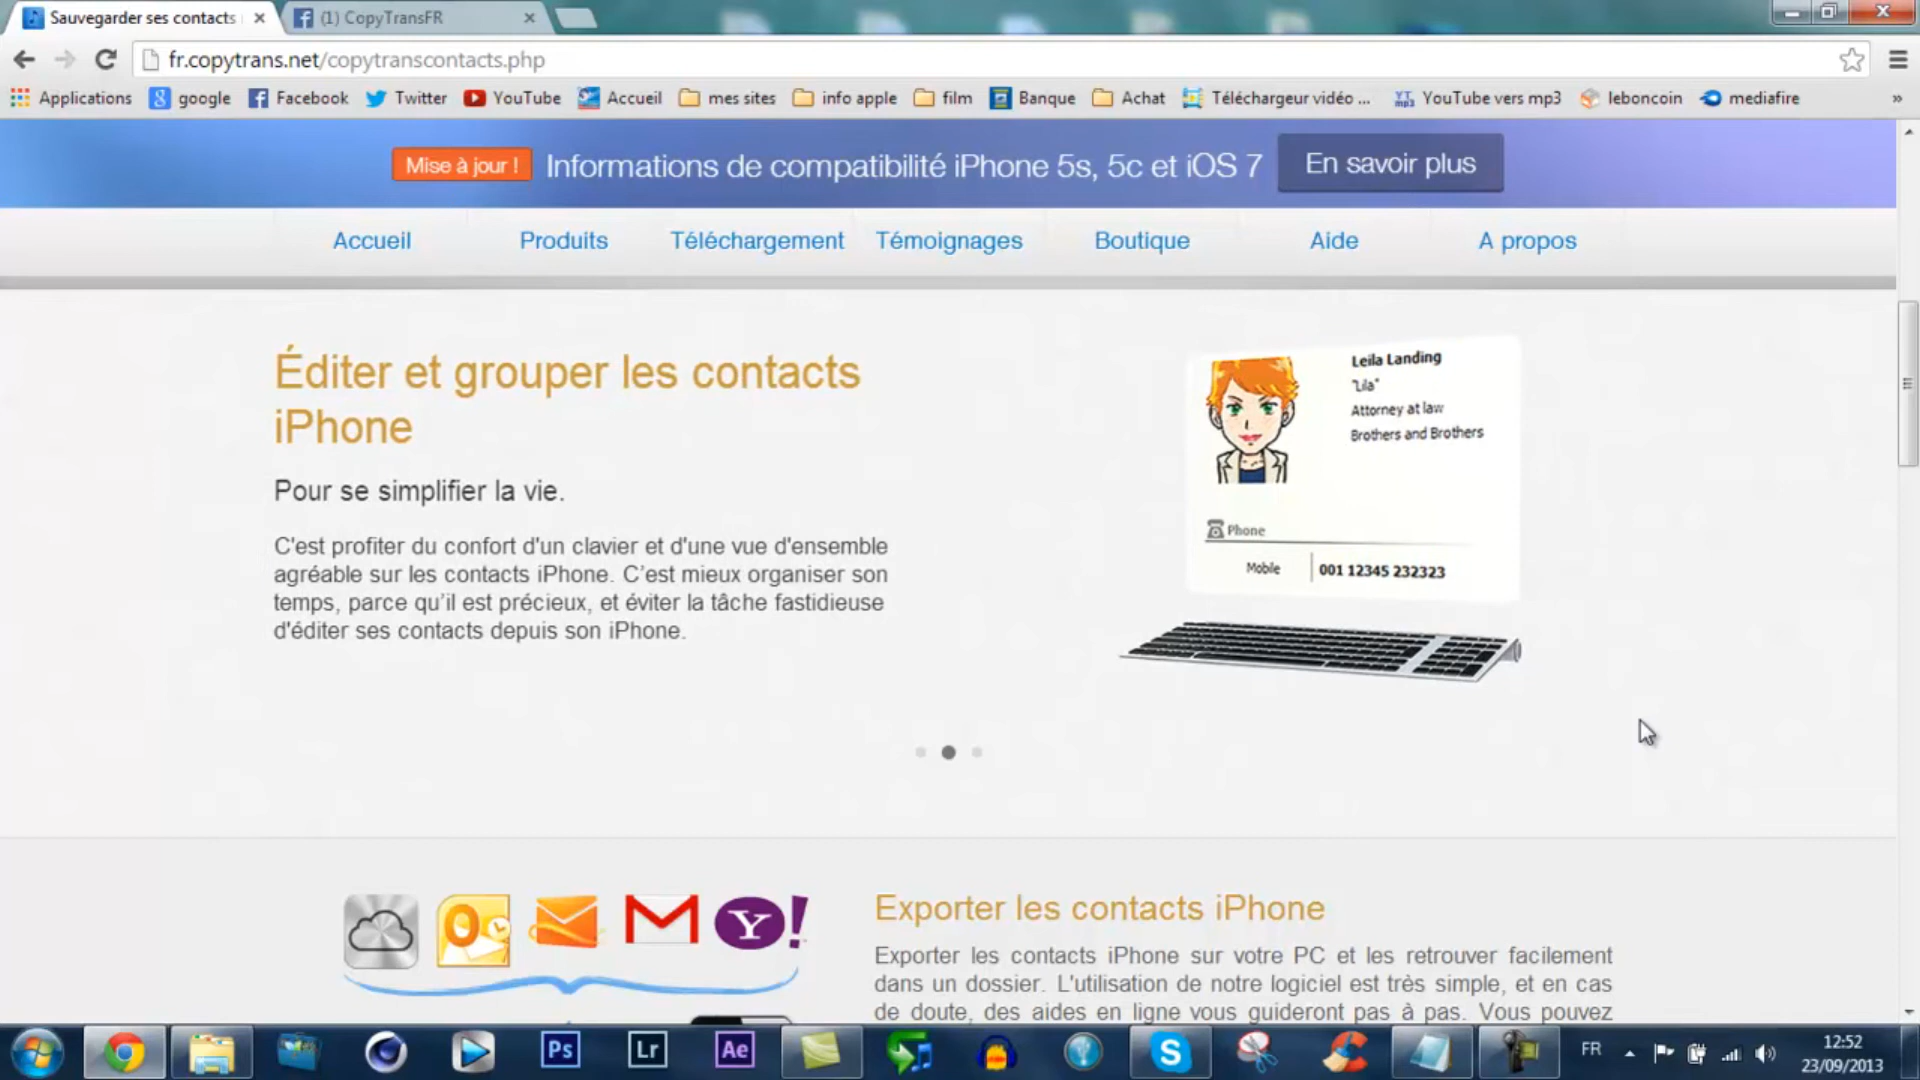 Sauvegarder ses contacts
(1) CopyTransFR
fr.copytrans.net/copytranscontacts.php
Applications google Facebook Twitter YouTube Accueil mes sites info apple film Banque Achat Téléchargeur vidéo ... YouTube vers mp3 leboncoin mediafire »
Mise à jour ! Informations de compatibilité iPhone 5s, 5c et iOS 7 En savoir plus
Accueil Produits Téléchargement Témoignages Boutique Aide A propos
Éditer et grouper les contacts
iPhone
Pour se simplifier la vie.
C'est profiter du confort d'un clavier et d'une vue d'ensemble
agréable sur les contacts iPhone. C’est mieux organiser son
temps, parce qu’il est précieux, et éviter la tâche fastidieuse
d'éditer ses contacts depuis son iPhone.
Leila Landing
"Lila"
Attorney at law
Brothers and Brothers
Phone
Mobile 001 12345 232323
Exporter les contacts iPhone
Exporter les contacts iPhone sur votre PC et les retrouver facilement
dans un dossier. L'utilisation de notre logiciel est très simple, et en cas
de doute, des aides en ligne vous guideront pas à pas. Vous pouvez
Ps Lr Ae FR
12:52
23/09/2013